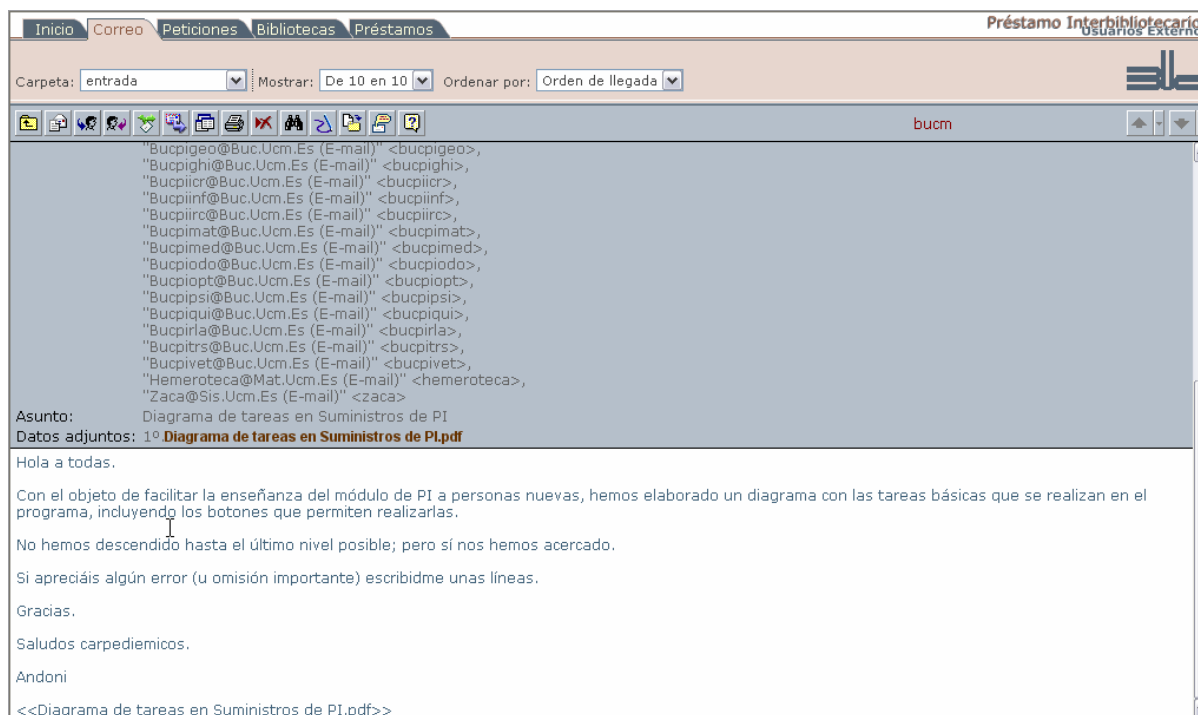 Inicio Correo Peticiones Bibliotecas Préstamos
Préstamo Interbibliotecario
Usuarios Externo
Carpeta: entrada Mostrar: De 10 en 10 Ordenar por: Orden de llegada
bucm
"Bucpigeo@Buc.Ucm.Es (E-mail)" <bucpigeo>,
"Bucpighi@Buc.Ucm.Es (E-mail)" <bucpighi>,
"Bucpiicr@Buc.Ucm.Es (E-mail)" <bucpiicr>,
"Bucpiinf@Buc.Ucm.Es (E-mail)" <bucpiinf>,
"Bucpiirc@Buc.Ucm.Es (E-mail)" <bucpiirc>,
"Bucpimat@Buc.Ucm.Es (E-mail)" <bucpimat>,
"Bucpimed@Buc.Ucm.Es (E-mail)" <bucpimed>,
"Bucpiodo@Buc.Ucm.Es (E-mail)" <bucpiodo>,
"Bucpiopt@Buc.Ucm.Es (E-mail)" <bucpiopt>,
"Bucpipsi@Buc.Ucm.Es (E-mail)" <bucpipsi>,
"Bucpiqui@Buc.Ucm.Es (E-mail)" <bucpiqui>,
"Bucpirla@Buc.Ucm.Es (E-mail)" <bucpirla>,
"Bucpitrs@Buc.Ucm.Es (E-mail)" <bucpitrs>,
"Bucpivet@Buc.Ucm.Es (E-mail)" <bucpivet>,
"Hemeroteca@Mat.Ucm.Es (E-mail)" <hemeroteca>,
"Zaca@Sis.Ucm.Es (E-mail)" <zaca>
Asunto: Diagrama de tareas en Suministros de PI
Datos adjuntos: 1º.Diagrama de tareas en Suministros de PI.pdf
Hola a todas.
Con el objeto de facilitar la enseñanza del módulo de PI a personas nuevas, hemos elaborado un diagrama con las tareas básicas que se realizan en el
programa, incluyendo los botones que permiten realizarlas.
No hemos descendido hasta el último nivel posible; pero sí nos hemos acercado.
Si apreciáis algún error (u omisión importante) escribidme unas líneas.
Gracias.
Saludos carpediemicos.
Andoni
<<Diagrama de tareas en Suministros de PI.pdf>>